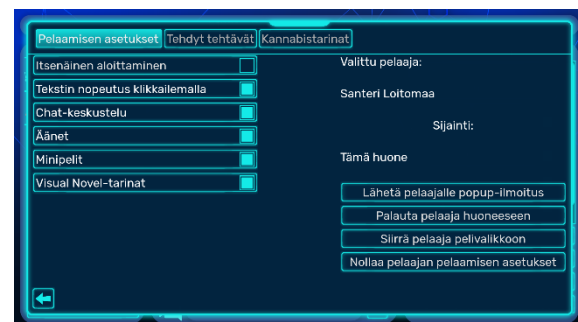 Pelaamisen asetukset Tehdyt tehtävät Kannabistarinat
Itsenäinen aloittaminen
Tekstin nopeutus klikkailemalla
Chat-keskustelu
Äänet
Minipelit
Visual Novel-tarinat
Valittu pelaaja:
Santeri Loitomaa
Sijainti:
Tämä huone
Lähetä pelaajalle popup-ilmoitus
Palauta pelaaja huoneeseen
Siirrä pelaaja pelivalikkoon
Nollaa pelaajan pelaamisen asetukset